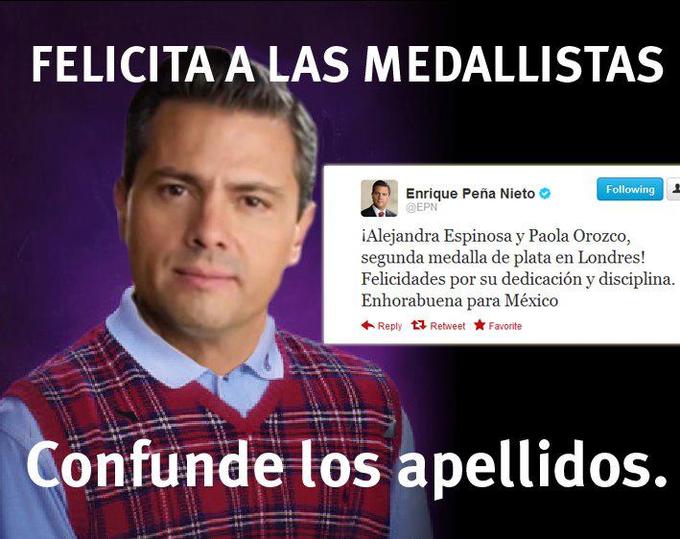 FELICITA A LAS MEDALLISTAS
Enrique Peña Nieto
@EPN
Following
¡Alejandra Espinosa y Paola Orozco,
segunda medalla de plata en Londres!
Felicidades por su dedicación y disciplina.
Enhorabuena para México
Reply Retweet Favorite
Confunde los apellidos.